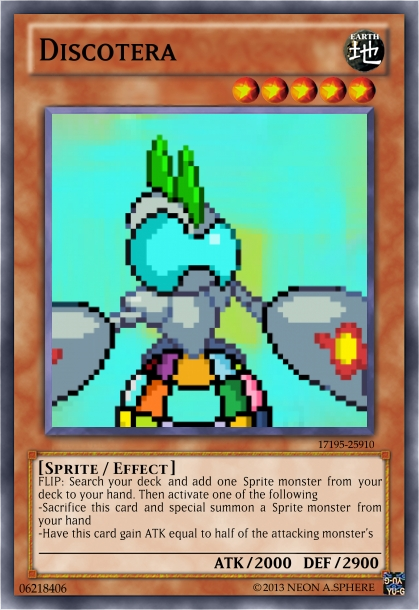 DISCOTERA
EARTH
地
17195-25910
[SPRITE / EFFECT]
FLIP: Search your deck and add one Sprite monster from your
deck to your hand. Then activate one of the following
-Sacrifice this card and special summon a Sprite monster from
your hand
-Have this card gain ATK equal to half of the attacking monster's
ATK/2000 DEF/2900
06218406
©2013 NEON A.SPHERE
YU-G